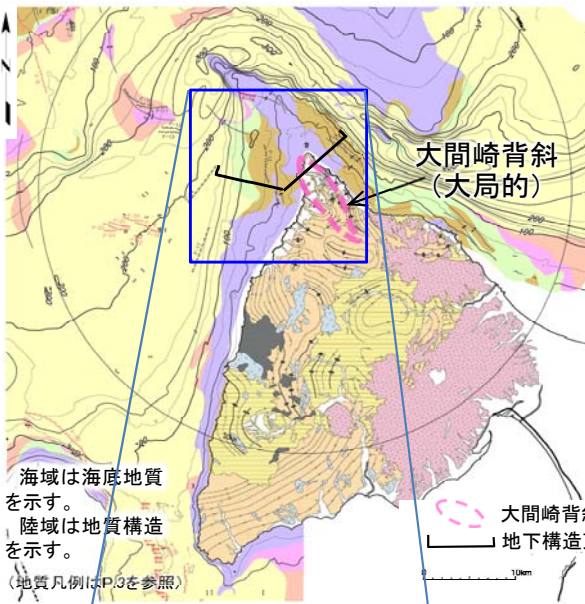 大間崎背斜
(大局的)
海域は海底地質
を示す。
陸域は地質構造
を示す。
(地質凡例はP.3を参照)
大間崎背斜
地下構造
0 10km